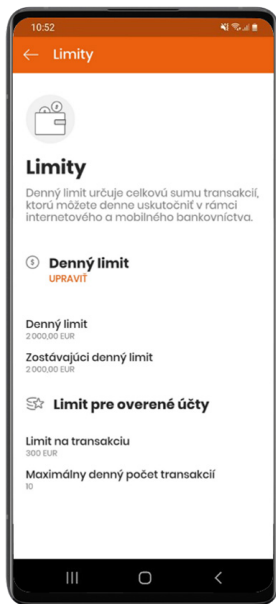 10:52
Limity
Limity
Denný limit určuje celkovú sumu transakcií,
ktorú môžete denne uskutočniť v rámci
internetového a mobilného bankovníctva.
Denný limit
UPRAVIŤ
Denný limit
2 000,00 EUR
Zostávajúci denný limit
2 000,00 EUR
Limit pre overené účty
Limit na transakciu
300 EUR
Maximálny denný počet transakcií
10